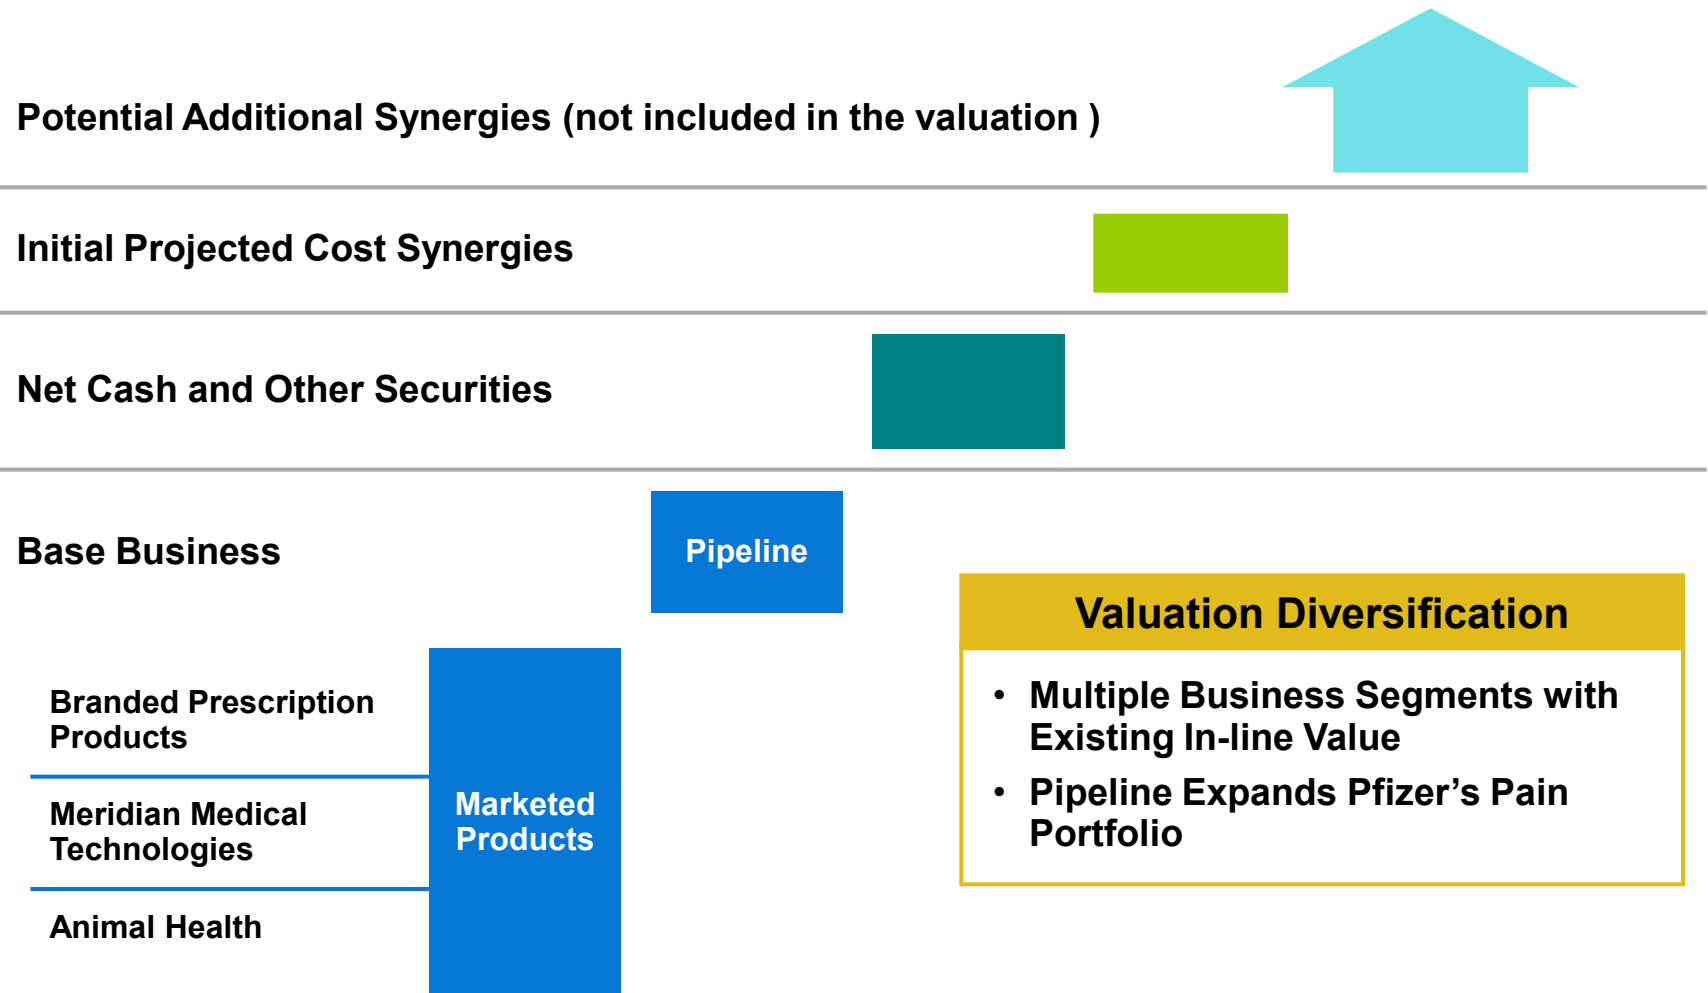 Potential Additional Synergies (not included in the valuation )
Initial Projected Cost Synergies
Net Cash and Other Securities
Base Business
Pipeline
Branded Prescription
Products
Meridian Medical
Technologies
Animal Health
Marketed
Products
Valuation Diversification
• Multiple Business Segments with
Existing In-line Value
• Pipeline Expands Pfizer’s Pain
Portfolio